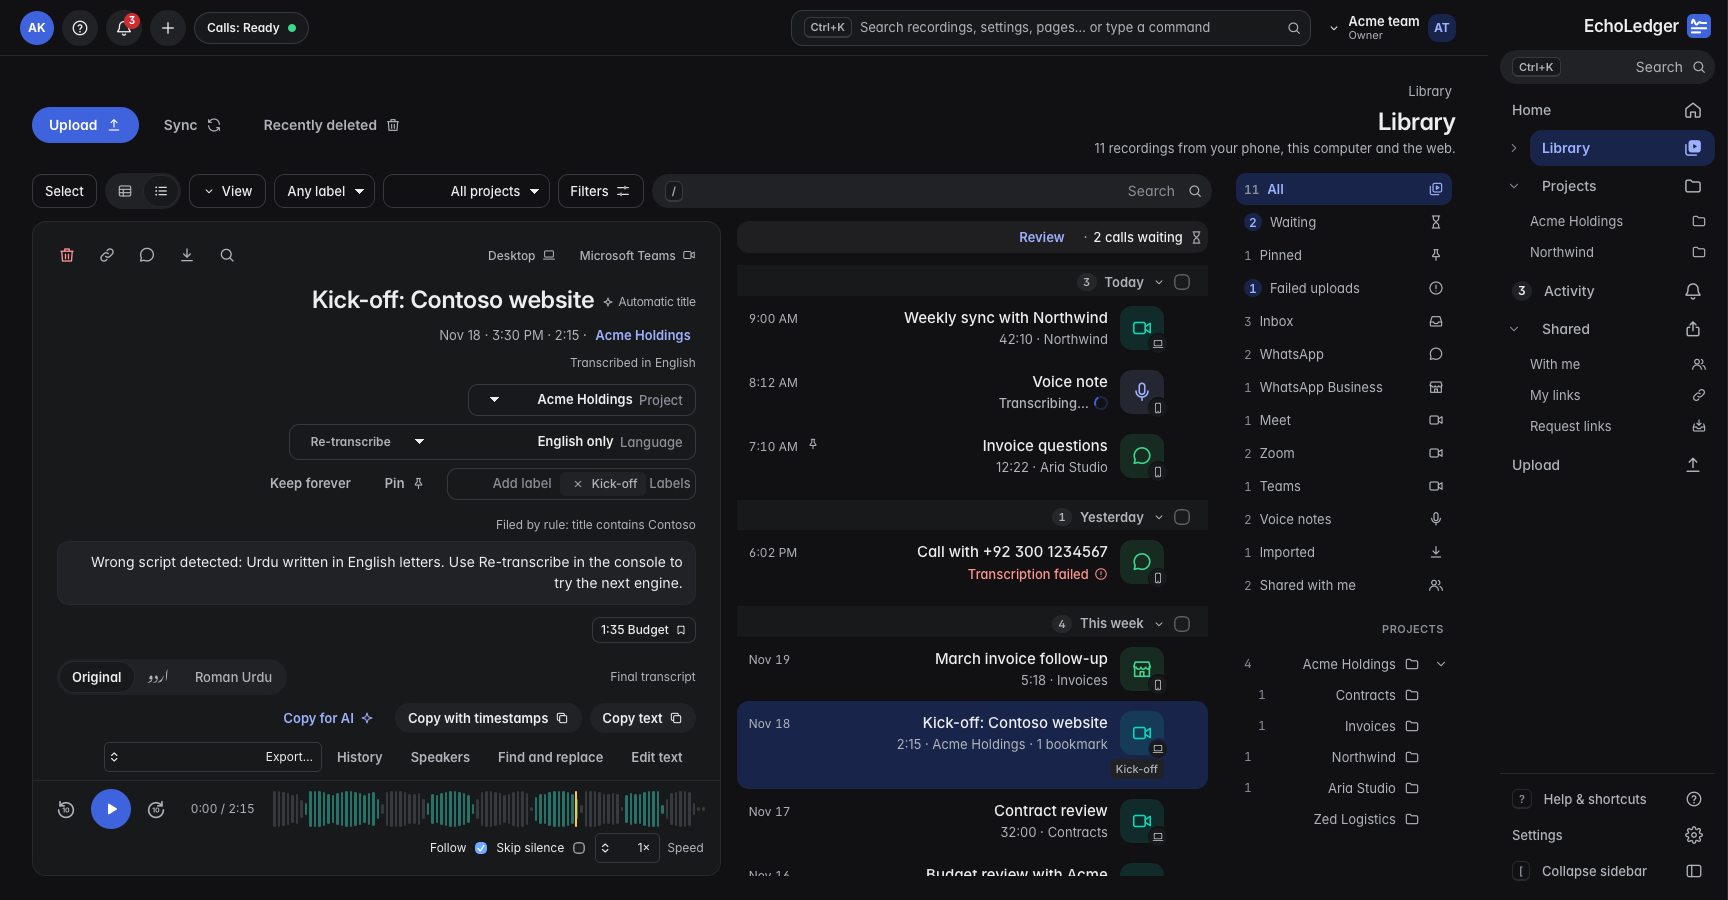 AK
3
Calls: Ready
Ctrl+K Search recordings, settings, pages... or type a command
Acme team
Owner
AT
EchoLedger
Ctrl+K Search
Home
Library
Projects
Acme Holdings
Northwind
3 Activity
Shared
With me
My links
Request links
Upload
? Help & shortcuts
Settings
[ Collapse sidebar
Library
Library
11 recordings from your phone, this computer and the web.
Upload
Sync
Recently deleted
Select
View
Any label
All projects
Filters
/ Search
11 All
2 Waiting
1 Pinned
1 Failed uploads
3 Inbox
2 WhatsApp
1 WhatsApp Business
1 Meet
2 Zoom
1 Teams
2 Voice notes
1 Imported
2 Shared with me
PROJECTS
4 Acme Holdings
1 Contracts
1 Invoices
1 Northwind
1 Aria Studio
Zed Logistics
Review · 2 calls waiting
3 Today
9:00 AM Weekly sync with Northwind
42:10 · Northwind
8:12 AM Voice note
Transcribing...
7:10 AM Invoice questions
12:22 · Aria Studio
1 Yesterday
6:02 PM Call with +92 300 1234567
Transcription failed
4 This week
Nov 19 March invoice follow-up
5:18 · Invoices
Nov 18 Kick-off: Contoso website
2:15 · Acme Holdings · 1 bookmark
Kick-off
Nov 17 Contract review
32:00 · Contracts
Nov 16 Budget review with Acme
Desktop
Microsoft Teams
Kick-off: Contoso website
Automatic title
Nov 18 · 3:30 PM · 2:15 · Acme Holdings
Transcribed in English
Acme Holdings Project
Re-transcribe
English only Language
Keep forever
Pin
Add label
× Kick-off Labels
Filed by rule: title contains Contoso
Wrong script detected: Urdu written in English letters. Use Re-transcribe in the console to
try the next engine.
1:35 Budget
Original
اردو
Roman Urdu
Final transcript
Copy for AI
Copy with timestamps
Copy text
Export...
History
Speakers
Find and replace
Edit text
10
10
0:00 / 2:15
Follow
Skip silence
1× Speed